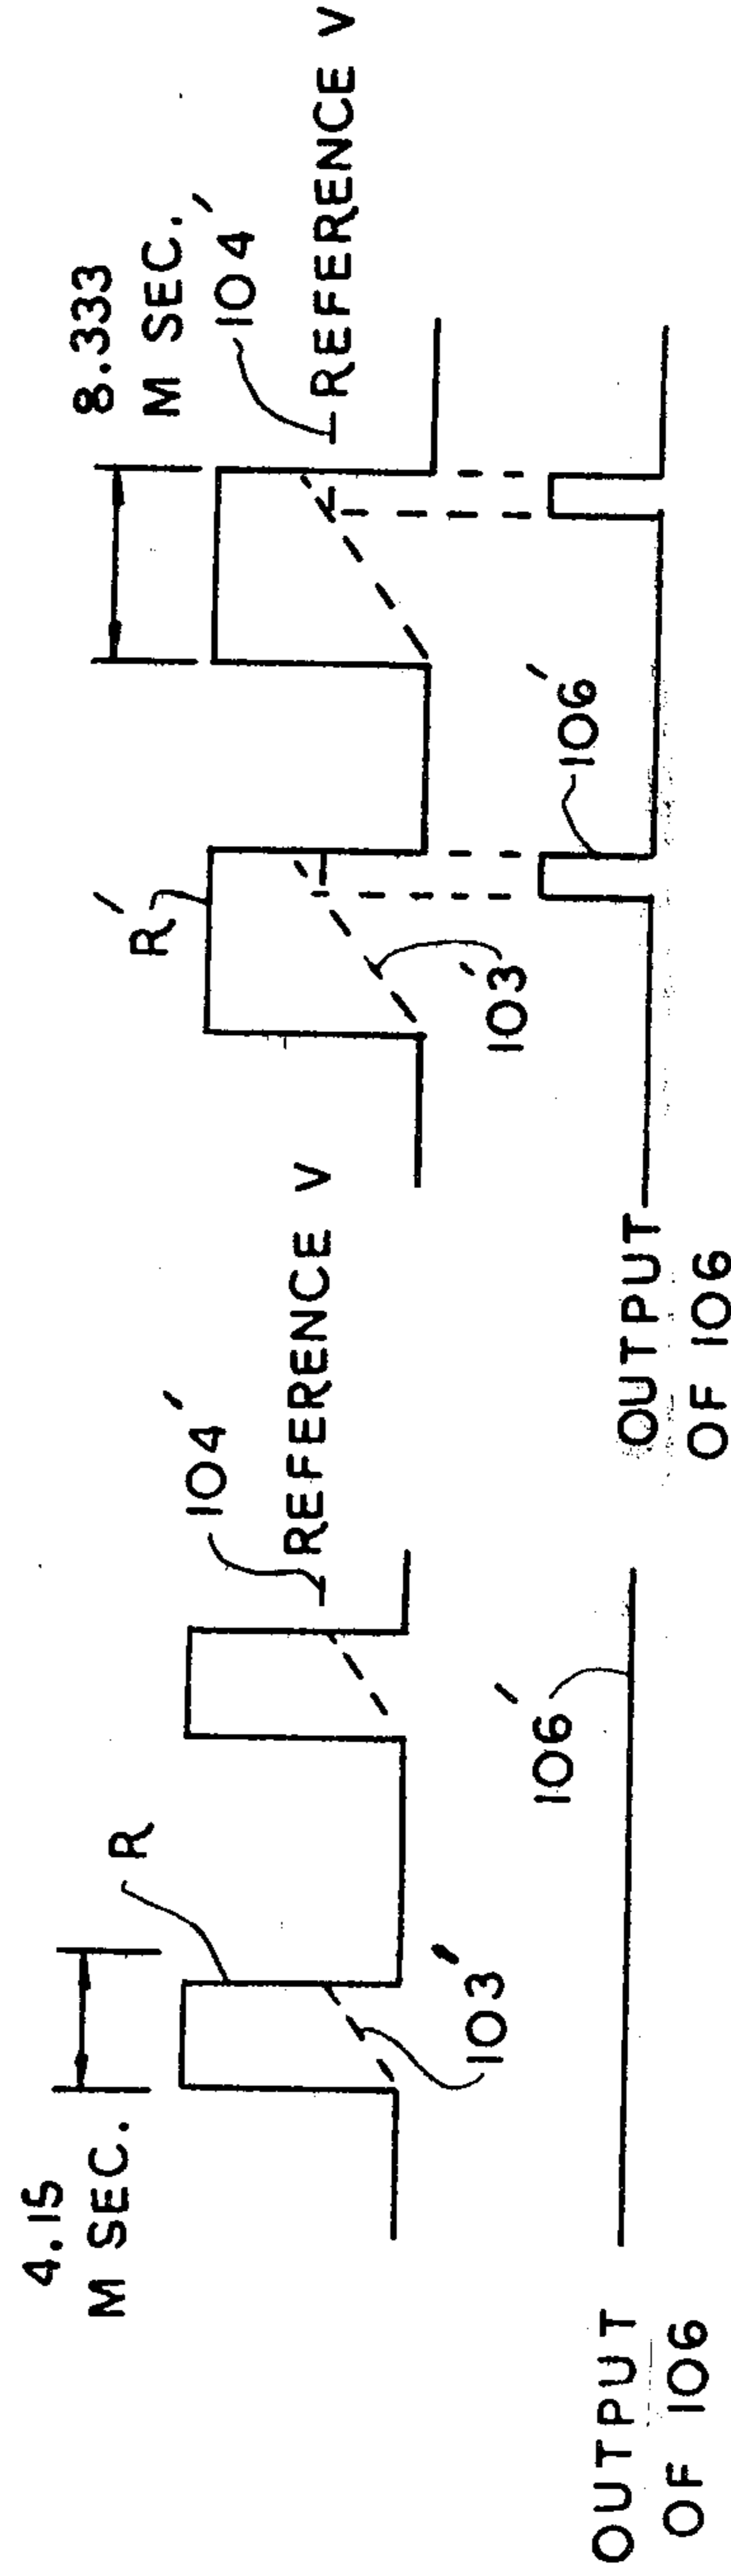 4.15
M SEC.
R
103'
104'
REFERENCE V
106'
OUTPUT
OF 106
8.333
M SEC.
R'
103'
104'
REFERENCE V
106'
OUTPUT
OF 106